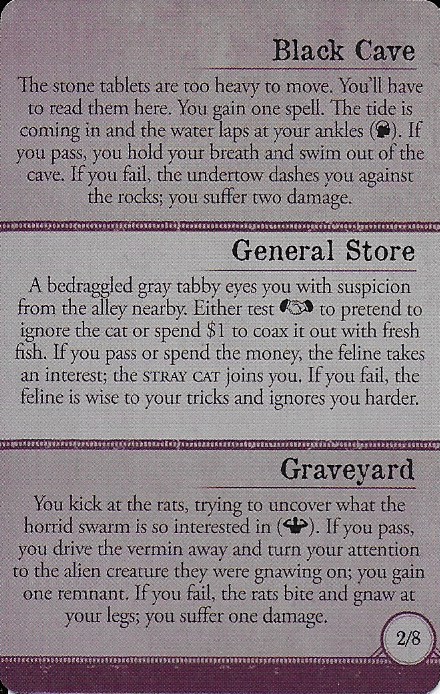 Black Cave
The stone tablets are too heavy to move. You'll have
to read them here. You gain one spell. The tide is
coming in and the water laps at your ankles ( ). If
you pass, you hold your breath and swim out of the
cave. If you fail, the undertow dashes you against
the rocks; you suffer two damage.
General Store
A bedraggled gray tabby eyes you with suspicion
from the alley nearby. Either test to pretend to
ignore the cat or spend $1 to coax it out with fresh
fish. If you pass or spend the money, the feline takes
an interest; the STRAY CAT joins you. If you fail, the
feline is wise to your tricks and ignores you harder.
Graveyard
You kick at the rats, trying to uncover what the
horrid swarm is so interested in ( ). If you pass,
you drive the vermin away and turn your attention
to the alien creature they were gnawing on; you gain
one remnant. If you fail, the rats bite and gnaw at
your legs; you suffer one damage.
2/8